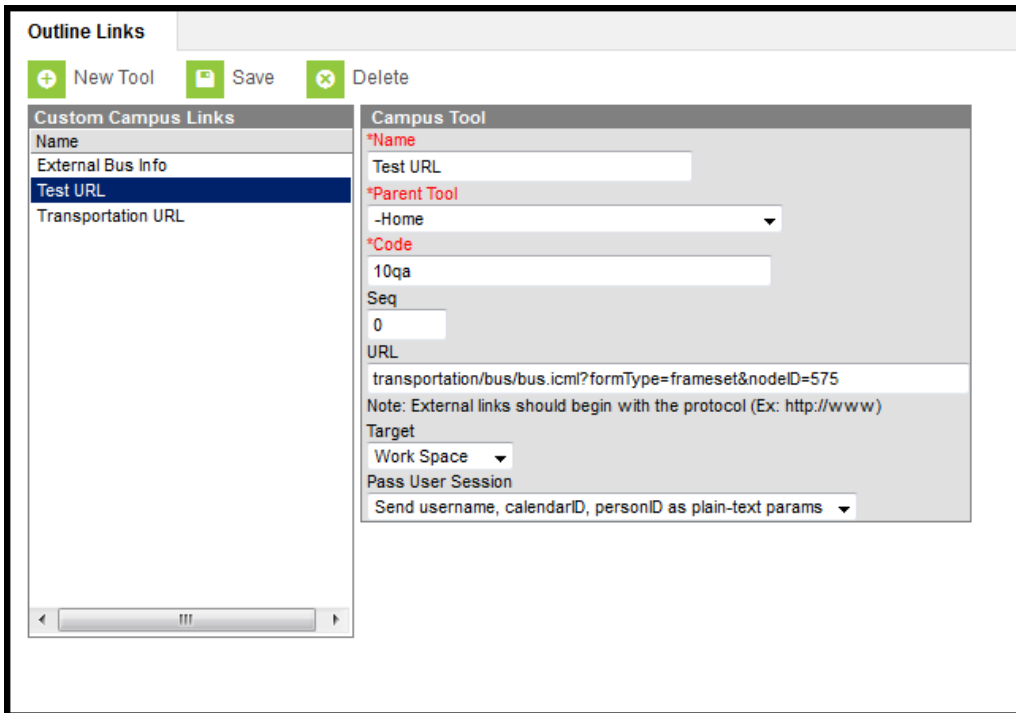 Outline Links
New Tool Save Delete
Custom Campus Links
Name
External Bus Info
Test URL
Transportation URL
Campus Tool
*Name
Test URL
*Parent Tool
-Home
*Code
10qa
Seq
0
URL
transportation/bus/bus.icml?formType=frameset&nodeID=575
Note: External links should begin with the protocol (Ex: http://www)
Target
Work Space
Pass User Session
Send username, calendarID, personID as plain-text params